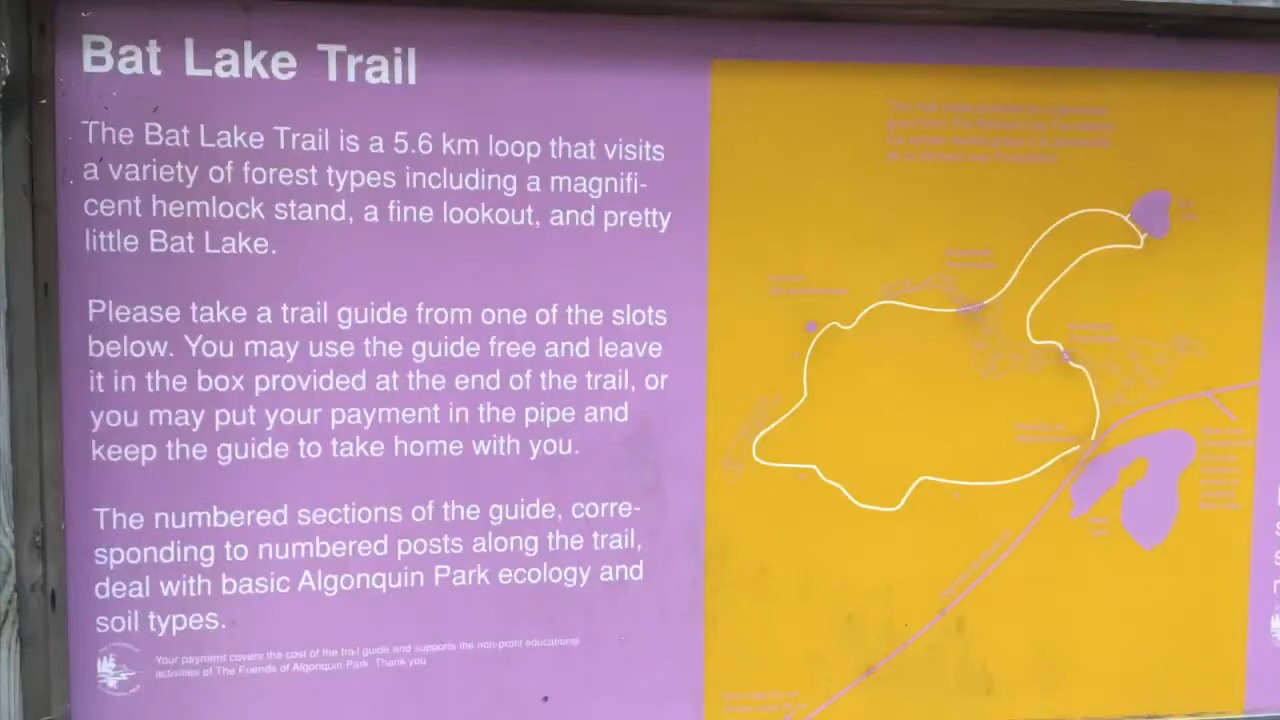 Bat Lake Trail
The Bat Lake Trail is a 5.6 km loop that visits
a variety of forest types including a magnifi-
cent hemlock stand, a fine lookout, and pretty
little Bat Lake.
Please take a trail guide from one of the slots
below. You may use the guide free and leave
it in the box provided at the end of the trail, or
you may put your payment in the pipe and
keep the guide to take home with you.
The numbered sections of the guide, corre-
sponding to numbered posts along the trail,
deal with basic Algonquin Park ecology and
soil types.
Your payment covers the cost of the trail guide and supports the non-profit educational
activities of The Friends of Algonquin Park. Thank you